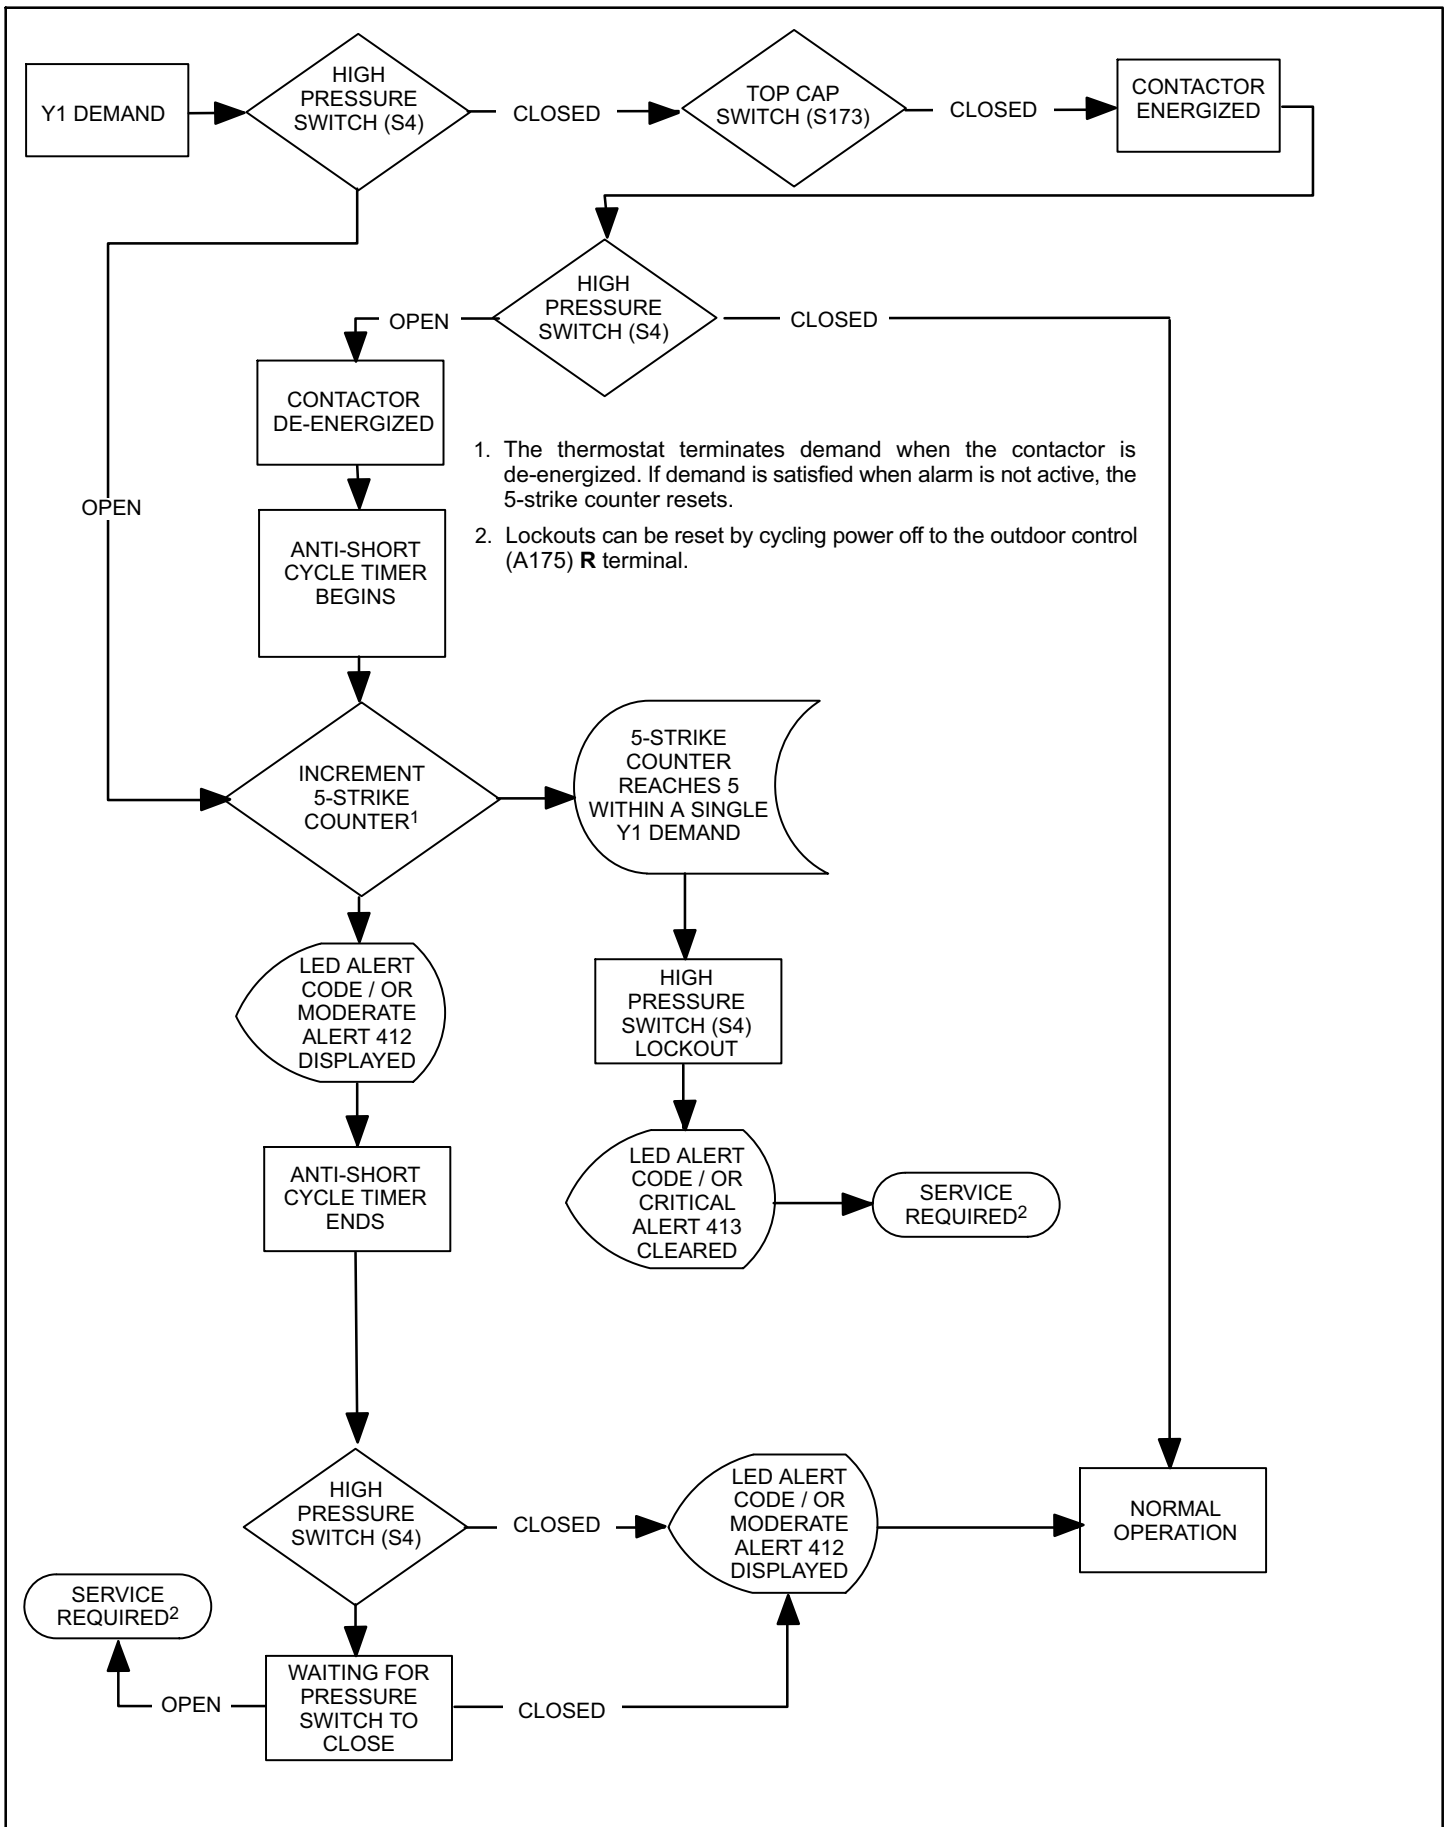 Y1 DEMAND
HIGH
PRESSURE
SWITCH (S4)
CLOSED
TOP CAP
SWITCH (S173)
CLOSED
CONTACTOR
ENERGIZED
HIGH
PRESSURE
SWITCH (S4)
OPEN
CLOSED
CONTACTOR
DE-ENERGIZED
1. The thermostat terminates demand when the contactor is
de-energized. If demand is satisfied when alarm is not active, the
5-strike counter resets.
2. Lockouts can be reset by cycling power off to the outdoor control
(A175) R terminal.
OPEN
ANTI-SHORT
CYCLE TIMER
BEGINS
INCREMENT
5-STRIKE
COUNTER1
5-STRIKE
COUNTER
REACHES 5
WITHIN A SINGLE
Y1 DEMAND
LED ALERT
CODE / OR
MODERATE
ALERT 412
DISPLAYED
HIGH
PRESSURE
SWITCH (S4)
LOCKOUT
ANTI-SHORT
CYCLE TIMER
ENDS
LED ALERT
CODE / OR
CRITICAL
ALERT 413
CLEARED
SERVICE
REQUIRED2
HIGH
PRESSURE
SWITCH (S4)
CLOSED
LED ALERT
CODE / OR
MODERATE
ALERT 412
DISPLAYED
NORMAL
OPERATION
SERVICE
REQUIRED2
OPEN
WAITING FOR
PRESSURE
SWITCH TO
CLOSE
CLOSED